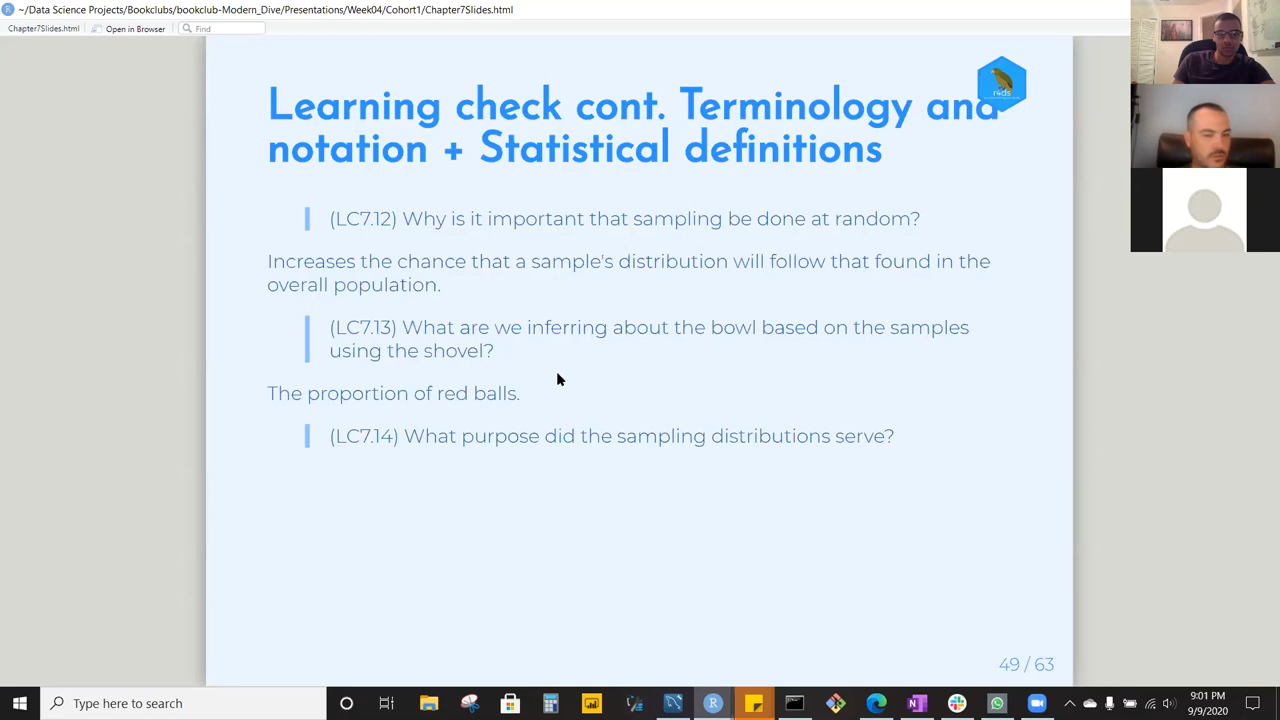 ~/Data Science Projects/Bookclubs/bookclub-Modern_Dive/Presentations/Week04/Cohort1/Chapter7Slides.html
Chapter7Slides.html
Open in Browser
Find
r4ds
Learning check cont. Terminology and
notation + Statistical definitions
(LC7.12) Why is it important that sampling be done at random?
Increases the chance that a sample's distribution will follow that found in the
overall population.
(LC7.13) What are we inferring about the bowl based on the samples
using the shovel?
The proportion of red balls.
(LC7.14) What purpose did the sampling distributions serve?
49 / 63
Type here to search
9:01 PM
9/9/2020